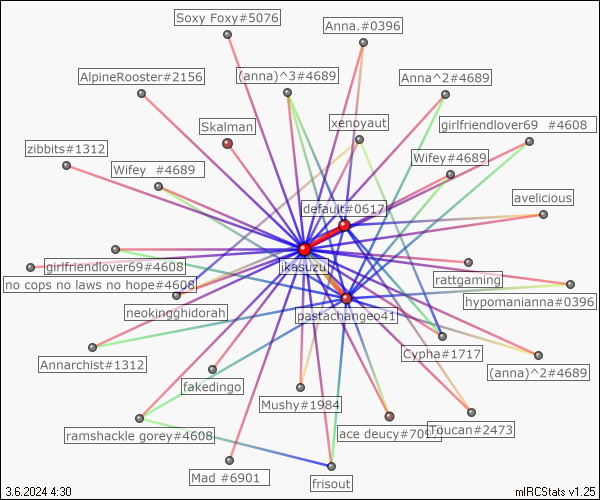 Soxy Foxy#5076
Anna.#0396
AlpineRooster#2156
(anna)^3#4689
Anna^2#4689
Skalman
xenoyaut
girlfriendlover69 #4608
zibbits#1312
Wifey #4689
Wifey#4689
avelicious
default#0617
ikasuzu
girlfriendlover69#4608
no cops no laws no hope#4608
rattgaming
hypomanianna#0396
neokingghidorah
pastachangeo41
Cypha#1717
Annarchist#1312
(anna)^2#4689
fakedingo
Mushy#1984
ramshackle gorey#4608
ace deucy#709
Toucan#2473
Mad #6901
frisout
3.6.2024 4:30
mIRCStats v1.25